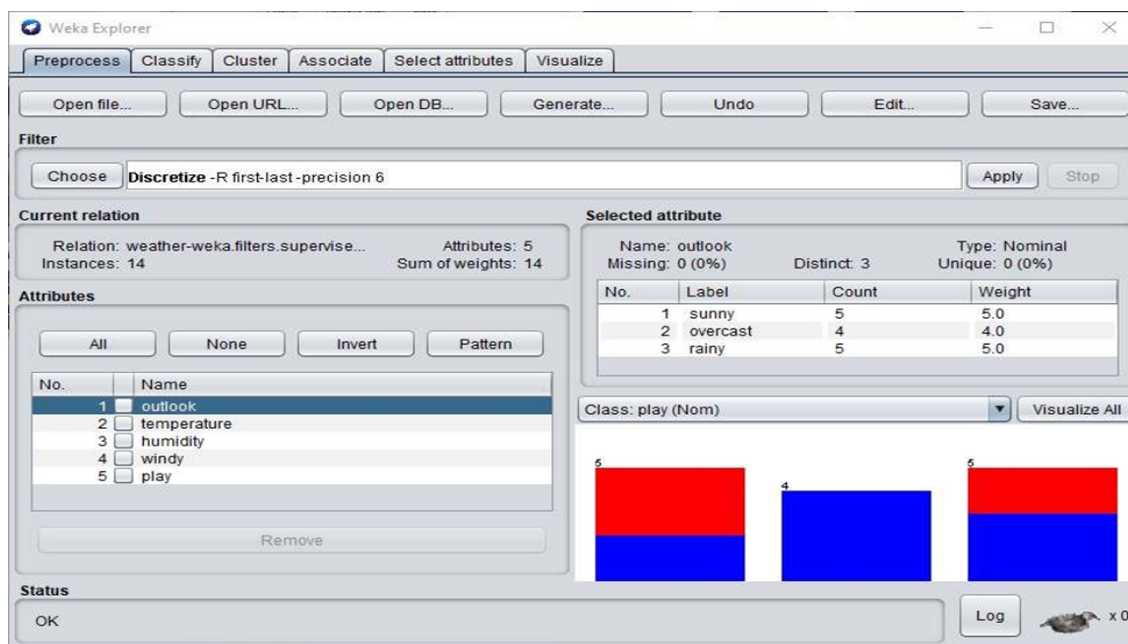 Weka Explorer
Preprocess Classify Cluster Associate Select attributes Visualize
Open file... Open URL... Open DB... Generate... Undo Edit... Save...
Filter
Choose Discretize -R first-last -precision 6 Apply Stop
Current relation
Relation: weather-weka.filters.supervise... Attributes: 5
Instances: 14 Sum of weights: 14
Attributes
All None Invert Pattern
No. Name
1 outlook
2 temperature
3 humidity
4 windy
5 play
Remove
Selected attribute
Name: outlook Type: Nominal
Missing: 0 (0%) Distinct: 3 Unique: 0 (0%)
No. Label Count Weight
1 sunny 5 5.0
2 overcast 4 4.0
3 rainy 5 5.0
Class: play (Nom) Visualize All
5 4 5
Status
OK Log x 0